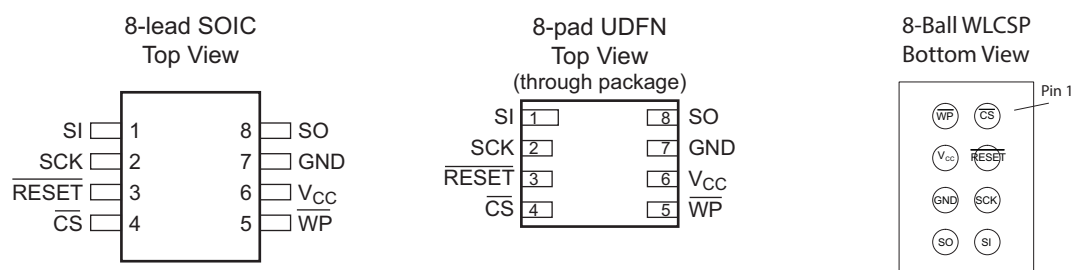 8-lead SOIC
Top View
SI 1 8 SO
SCK 2 7 GND
RESET 3 6 VCC
CS 4 5 WP
8-pad UDFN
Top View
(through package)
SI 1 8 SO
SCK 2 7 GND
RESET 3 6 VCC
CS 4 5 WP
8-Ball WLCSP
Bottom View
Pin 1
WP CS
Vcc RESET
GND SCK
SO SI